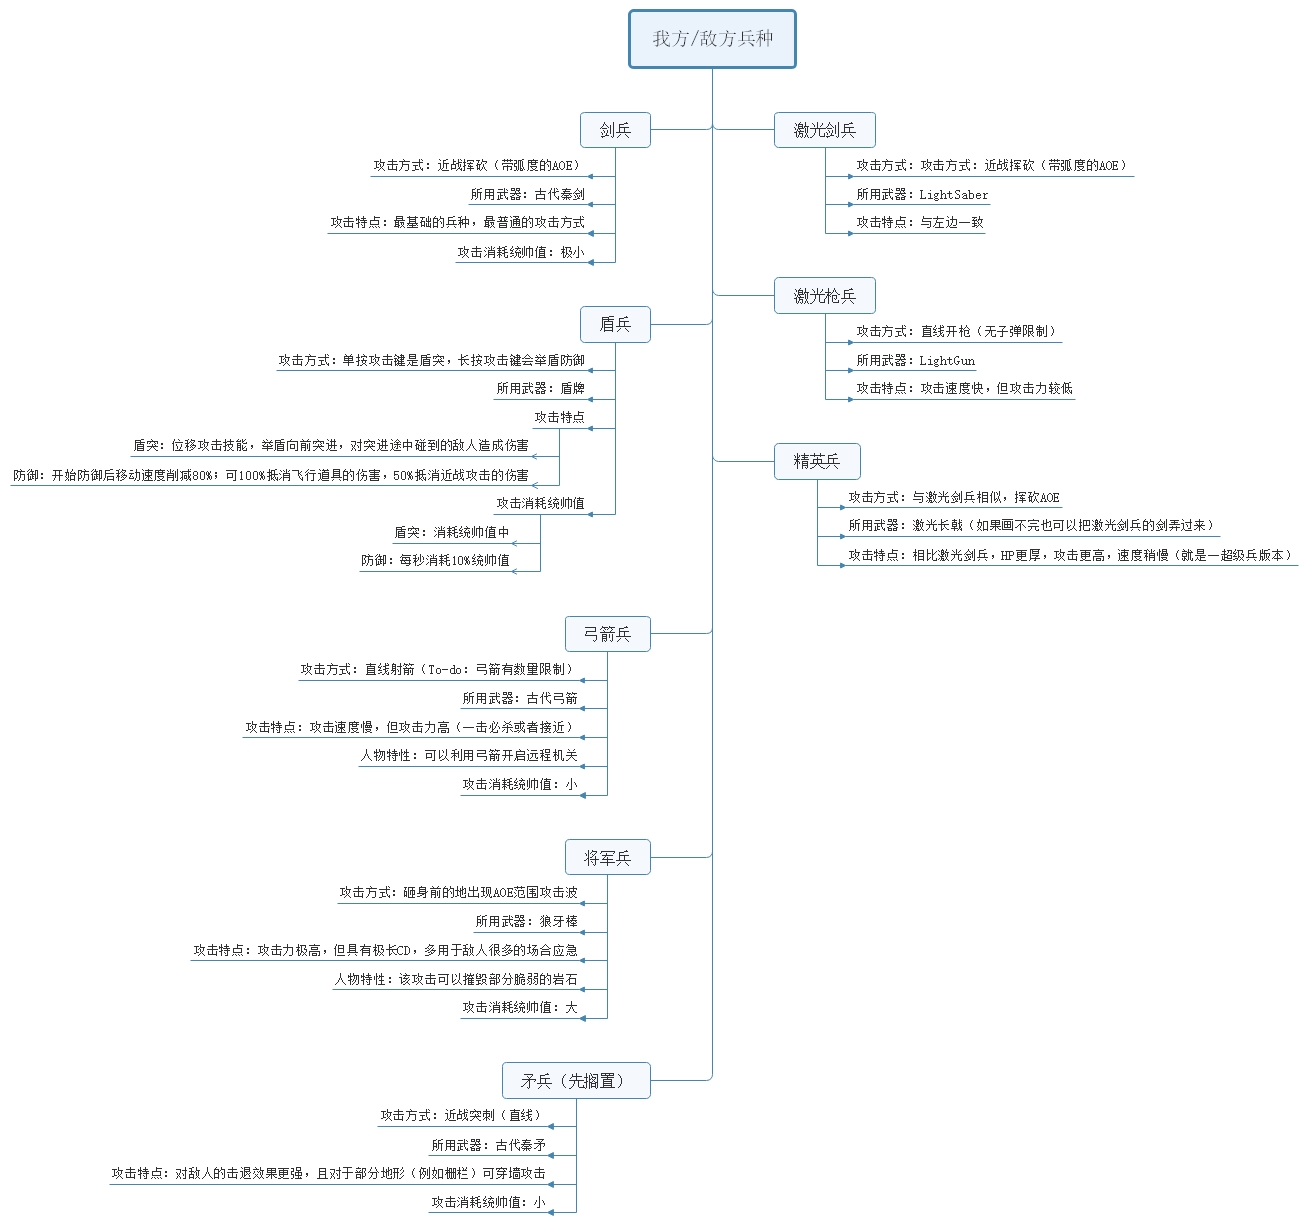 我方/敌方兵种
剑兵
攻击方式：近战挥砍（带弧度的AOE）
所用武器：古代秦剑
攻击特点：最基础的兵种，最普通的攻击方式
攻击消耗统帅值：极小
盾兵
攻击方式：单按攻击键是盾突，长按攻击键会举盾防御
所用武器：盾牌
攻击特点
盾突：位移攻击技能，举盾向前突进，对突进途中碰到的敌人造成伤害
防御：开始防御后移动速度削减80%；可100%抵消飞行道具的伤害，50%抵消近战攻击的伤害
攻击消耗统帅值
盾突：消耗统帅值中
防御：每秒消耗10%统帅值
弓箭兵
攻击方式：直线射箭（To-do：弓箭有数量限制）
所用武器：古代弓箭
攻击特点：攻击速度慢，但攻击力高（一击必杀或者接近）
人物特性：可以利用弓箭开启远程机关
攻击消耗统帅值：小
将军兵
攻击方式：砸身前的地出现AOE范围攻击波
所用武器：狼牙棒
攻击特点：攻击力极高，但具有极长CD，多用于敌人很多的场合应急
人物特性：该攻击可以摧毁部分脆弱的岩石
攻击消耗统帅值：大
矛兵（先搁置）
攻击方式：近战突刺（直线）
所用武器：古代秦矛
攻击特点：对敌人的击退效果更强，且对于部分地形（例如栅栏）可穿墙攻击
攻击消耗统帅值：小
激光剑兵
攻击方式：攻击方式：近战挥砍（带弧度的AOE）
所用武器：LightSaber
攻击特点：与左边一致
激光枪兵
攻击方式：直线开枪（无子弹限制）
所用武器：LightGun
攻击特点：攻击速度快，但攻击力较低
精英兵
攻击方式：与激光剑兵相似，挥砍AOE
所用武器：激光长戟（如果画不完也可以把激光剑兵的剑弄过来）
攻击特点：相比激光剑兵，HP更厚，攻击更高，速度稍慢（就是一超级兵版本）